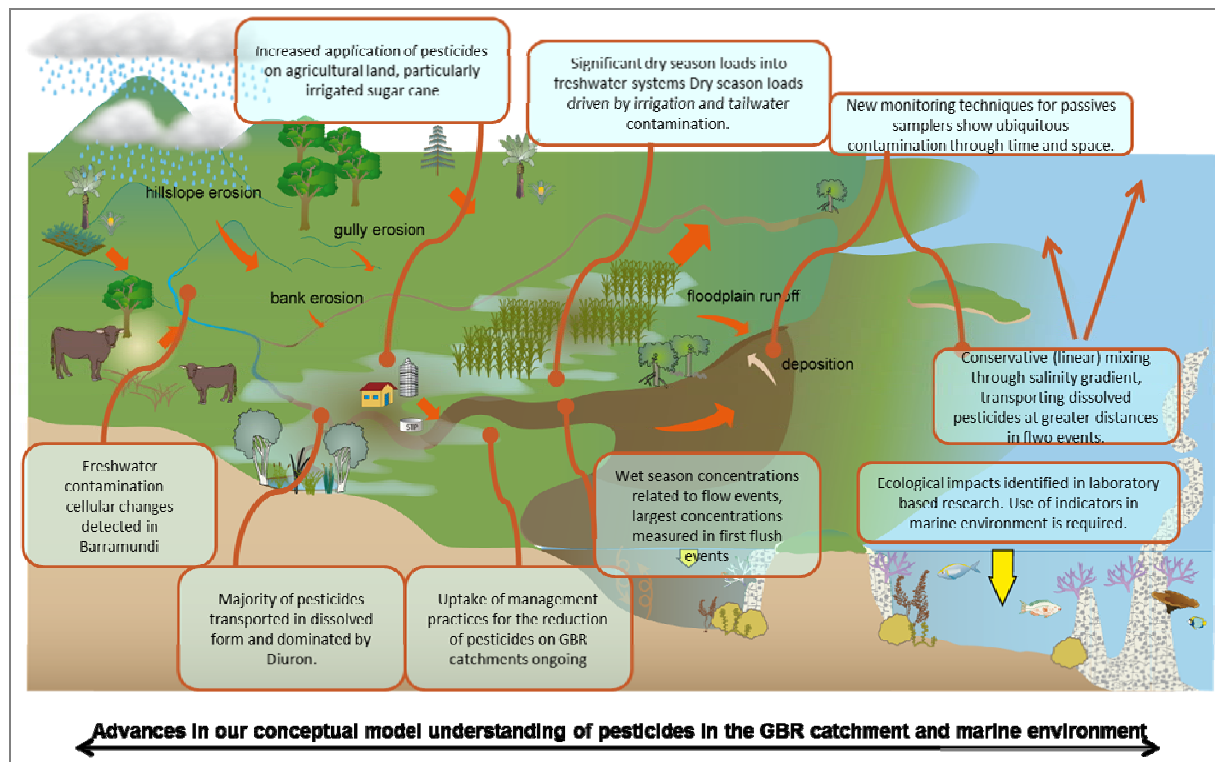 Increased application of pesticides
on agricultural land, particularly
irrigated sugar cane
Significant dry season loads into
freshwater systems Dry season loads
driven by irrigation and tailwater
contamination.
New monitoring techniques for passives
samplers show ubiquitous
contamination through time and space.
hillslope erosion
gully erosion
bank erosion
floodplain runoff
deposition
STP
Conservative (linear) mixing
through salinity gradient,
transporting dissolved
pesticides at greater distances
in flwo events.
Freshwater
contamination
cellular changes
detected in
Barramundi
Wet season concentrations
related to flow events,
largest concentrations
measured in first flush
events
Ecological impacts identified in laboratory
based research. Use of indicators in
marine environment is required.
Majority of pesticides
transported in dissolved
form and dominated by
Diuron.
Uptake of management
practices for the reduction
of pesticides on GBR
catchments ongoing
Advances in our conceptual model understanding of pesticides in the GBR catchment and marine environment